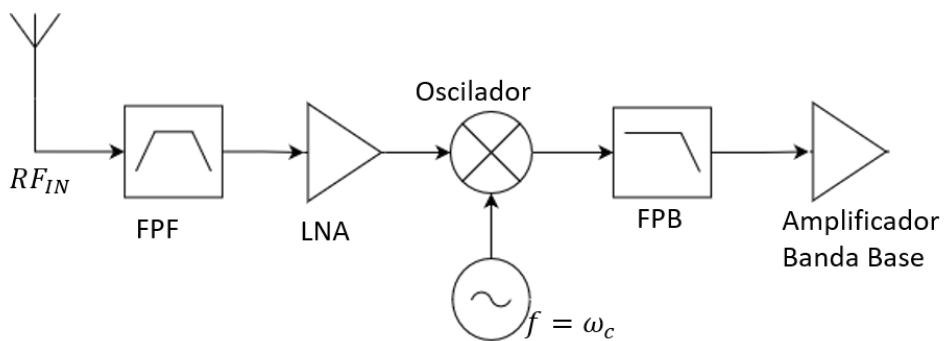 Oscilador
RF_IN
FPF
LNA
FPB
Amplificador
Banda Base
f = ω_c